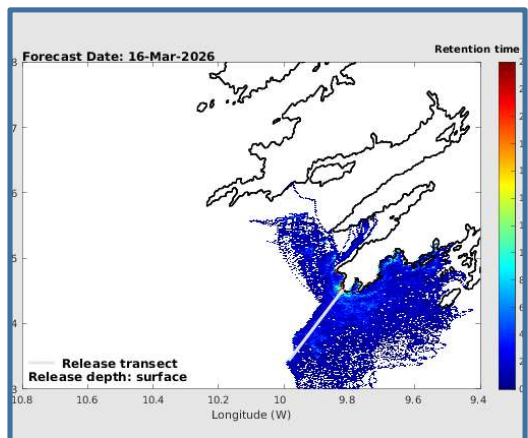 Forecast Date: 16-Mar-2026
Retention time
Release transect
Release depth: surface
10.8 10.6 10.4 10.2 10 9.8 9.6 9.4
Longitude (W)